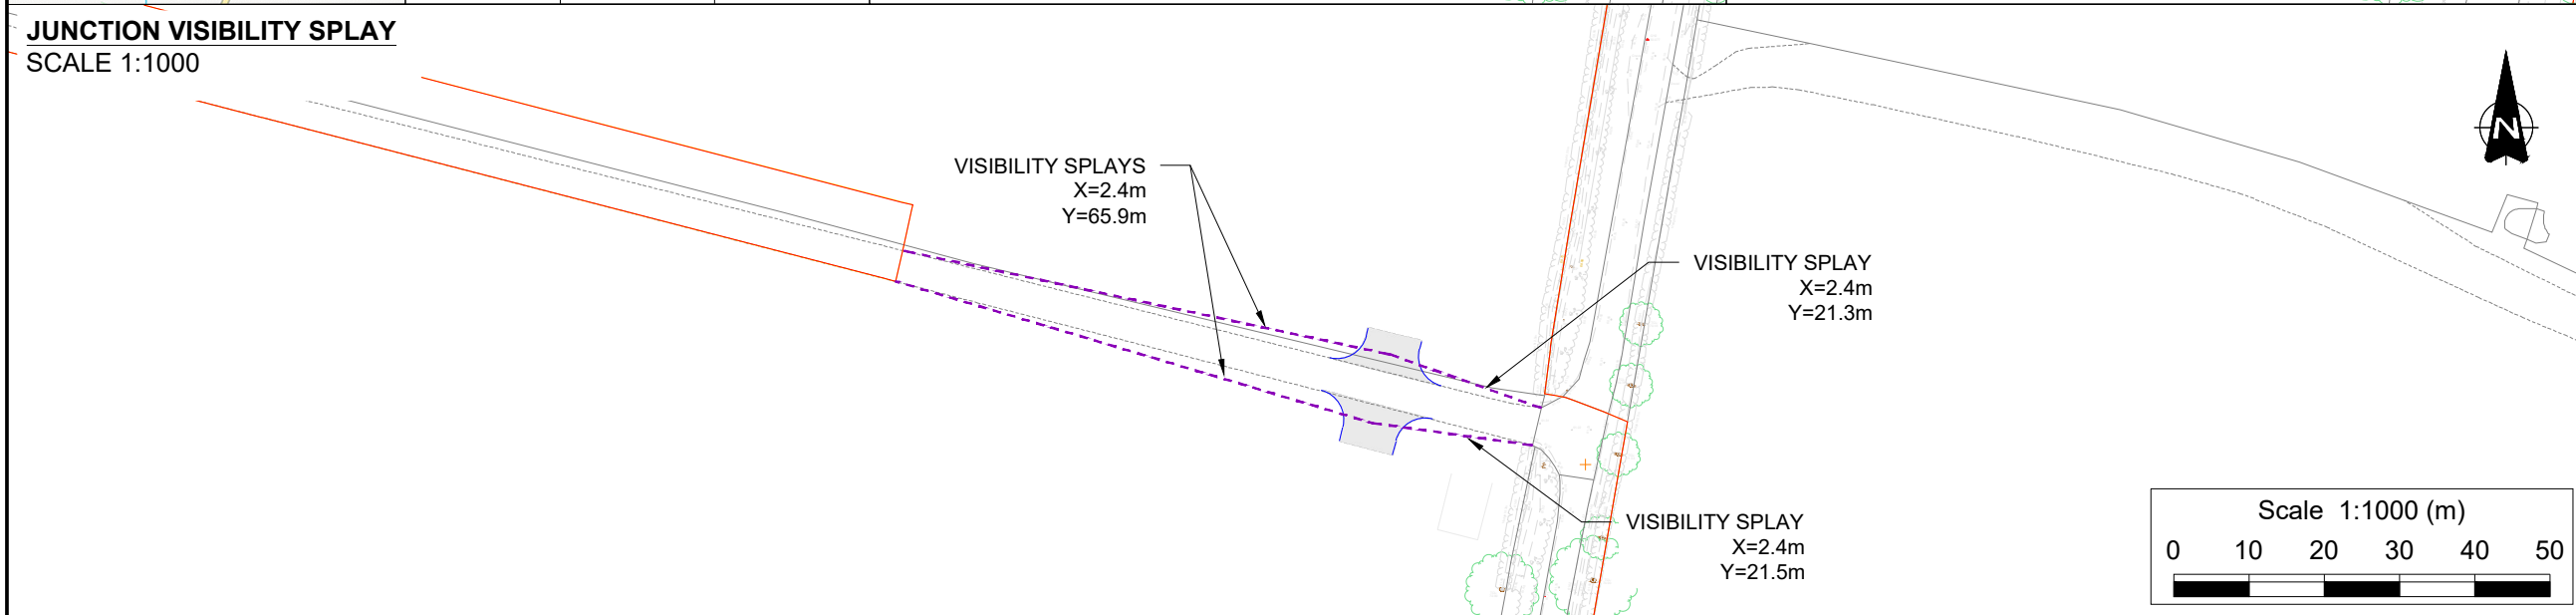 JUNCTION VISIBILITY SPLAY
SCALE 1:1000
N
VISIBILITY SPLAYS
X=2.4m
Y=65.9m
VISIBILITY SPLAY
X=2.4m
Y=21.3m
VISIBILITY SPLAY
X=2.4m
Y=21.5m
Scale 1:1000 (m)
0 10 20 30 40 50